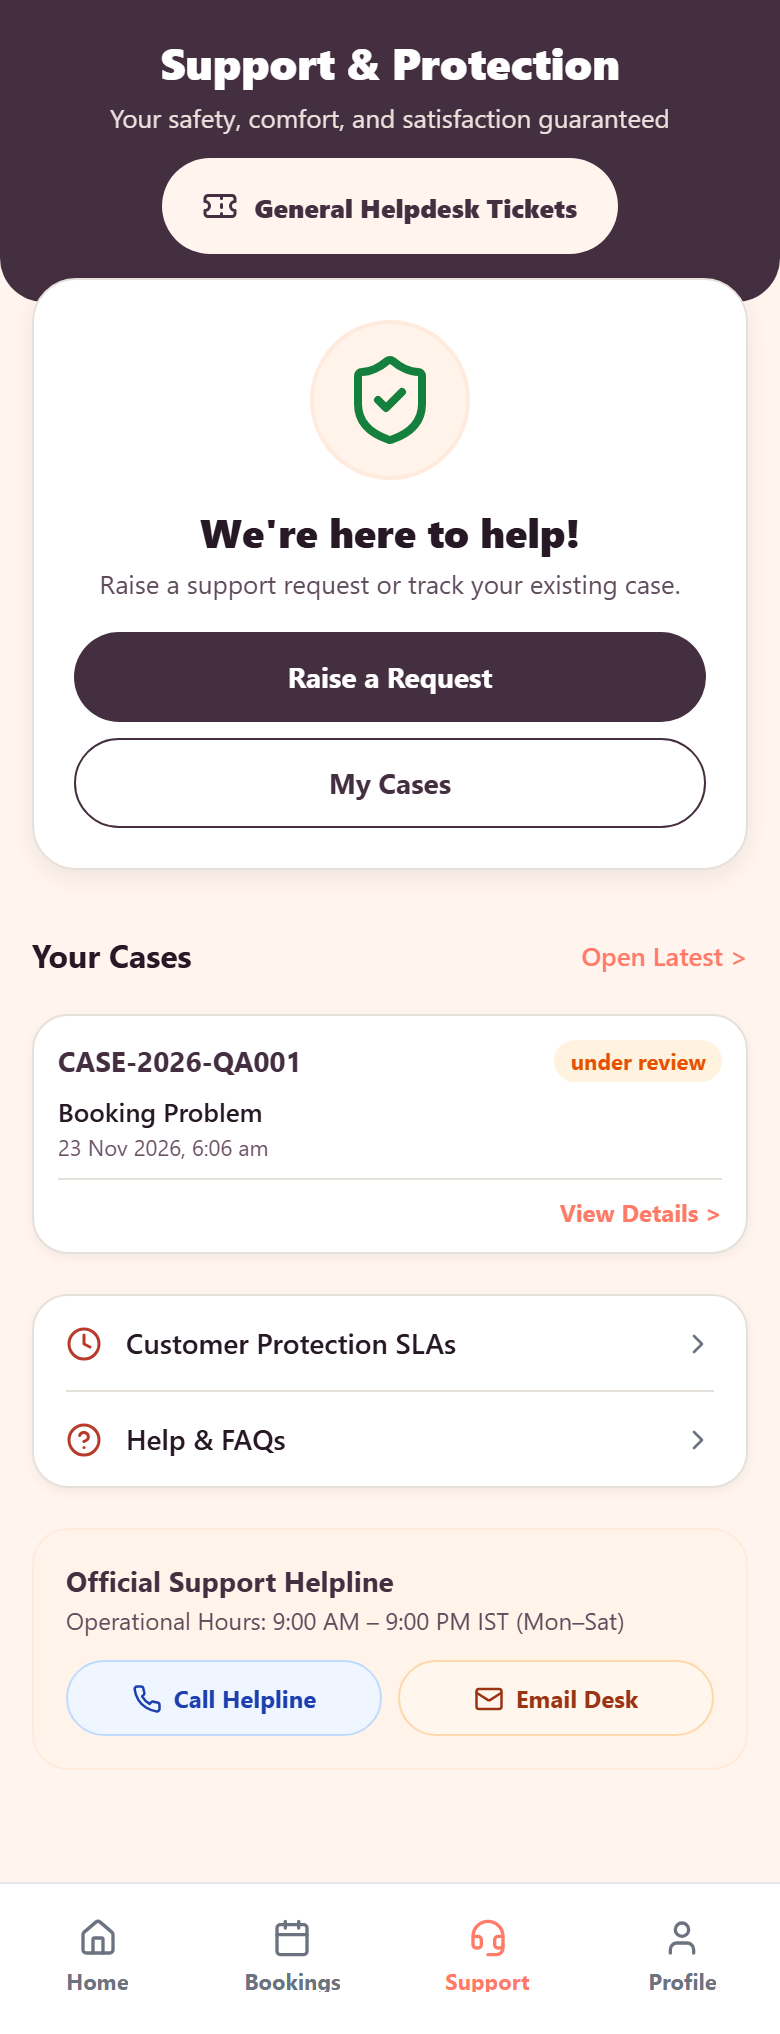 Support & Protection
Your safety, comfort, and satisfaction guaranteed
General Helpdesk Tickets
We're here to help!
Raise a support request or track your existing case.
Raise a Request
My Cases
Your Cases
Open Latest >
CASE-2026-QA001
under review
Booking Problem
23 Nov 2026, 6:06 am
View Details >
Customer Protection SLAs
Help & FAQs
Official Support Helpline
Operational Hours: 9:00 AM – 9:00 PM IST (Mon–Sat)
Call Helpline
Email Desk
Home
Bookings
Support
Profile